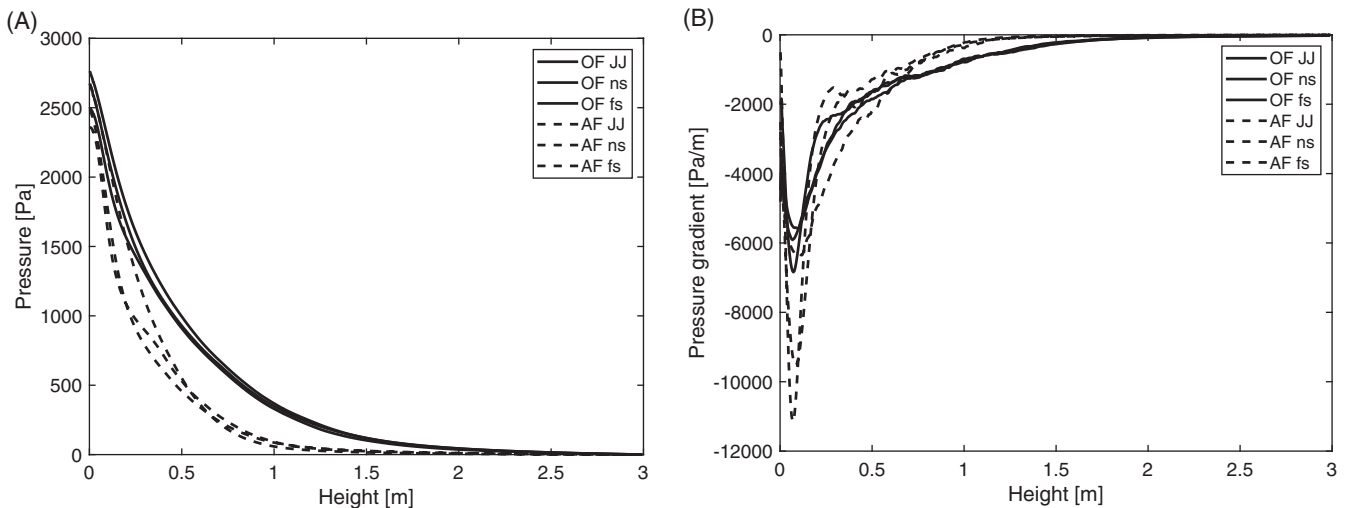 (A)
3000
2500
2000
1500
1000
500
0
Pressure [Pa]
0 0.5 1 1.5 2 2.5 3
Height [m]
OF JJ
OF ns
OF fs
AF JJ
AF ns
AF fs
(B)
0
-2000
-4000
-6000
-8000
-10000
-12000
Pressure gradient [Pa/m]
0 0.5 1 1.5 2 2.5 3
Height [m]
OF JJ
OF ns
OF fs
AF JJ
AF ns
AF fs